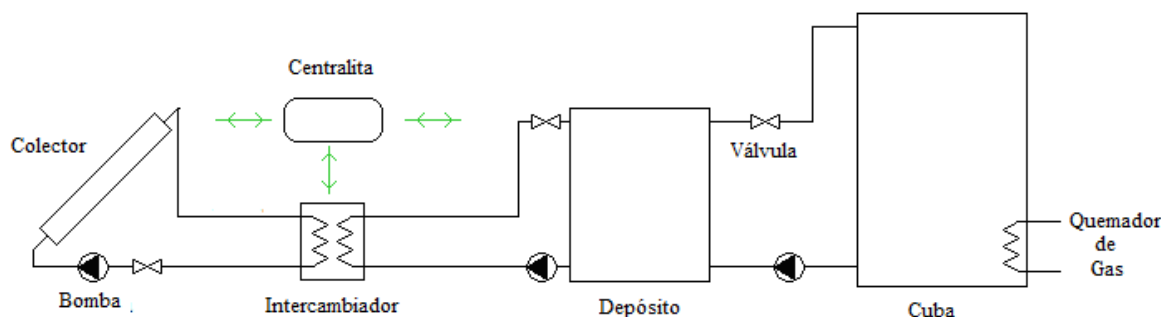 Centralita
Colector
Válvula
Quemador
de
Gas
Bomba
Intercambiador
Depósito
Cuba